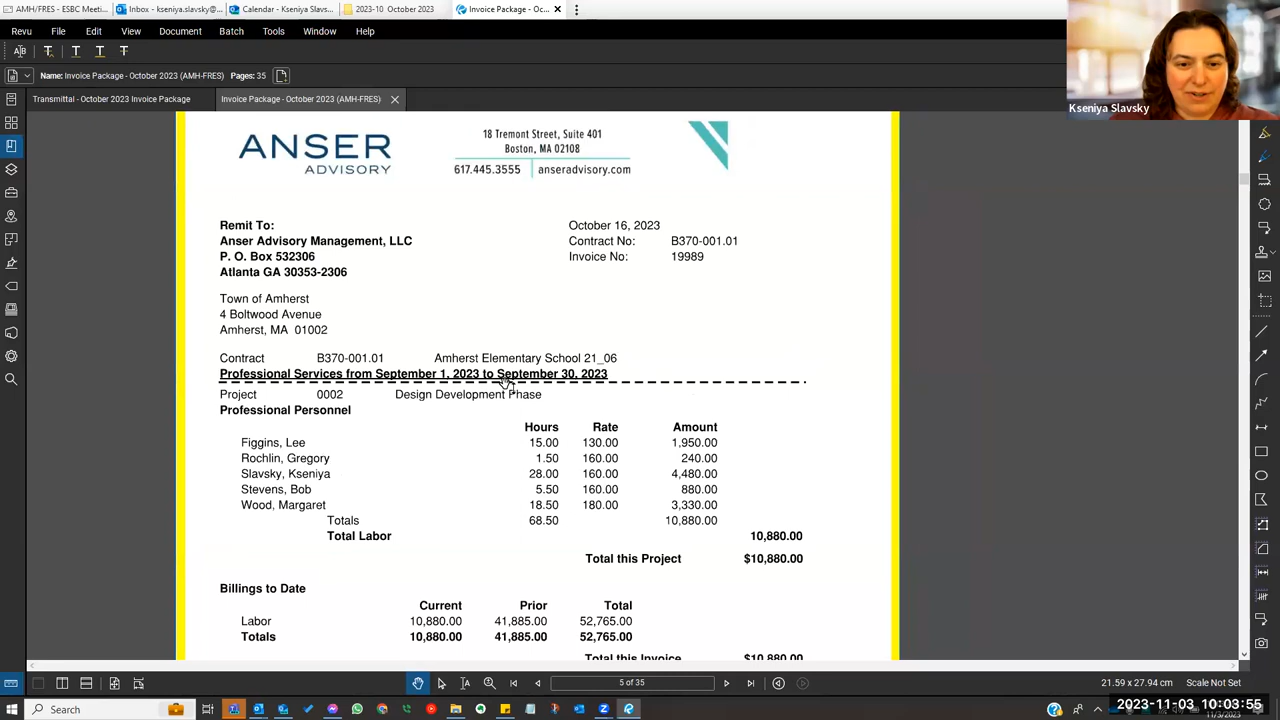 AMH/FRES - ESBC Meeti... Inbox - kseniya.slavsky@... Calendar - Kseniya Slavs... 2023-10 October 2023 Invoice Package - Oc...
Revu File Edit View Document Batch Tools Window Help
Name: Invoice Package - October 2023 (AMH-FRES) Pages: 35
Transmittal - October 2023 Invoice Package Invoice Package - October 2023 (AMH-FRES)
Kseniya Slavsky
ANSER
ADVISORY
18 Tremont Street, Suite 401
Boston, MA 02108
617.445.3555 anseradvisory.com
Remit To: October 16, 2023
Anser Advisory Management, LLC Contract No: B370-001.01
P. O. Box 532306 Invoice No: 19989
Atlanta GA 30353-2306
Town of Amherst
4 Boltwood Avenue
Amherst, MA 01002
Contract B370-001.01 Amherst Elementary School 21_06
Professional Services from September 1, 2023 to September 30, 2023
Project 0002 Design Development Phase
Professional Personnel
Hours Rate Amount
Figgins, Lee 15.00 130.00 1,950.00
Rochlin, Gregory 1.50 160.00 240.00
Slavsky, Kseniya 28.00 160.00 4,480.00
Stevens, Bob 5.50 160.00 880.00
Wood, Margaret 18.50 180.00 3,330.00
Totals 68.50 10,880.00
Total Labor 10,880.00
Total this Project $10,880.00
Billings to Date
Current Prior Total
Labor 10,880.00 41,885.00 52,765.00
Totals 10,880.00 41,885.00 52,765.00
Total this Invoice $10,880.00
5 of 35 21.59 x 27.94 cm Scale Not Set
Search
2023-11-03 10:03:55